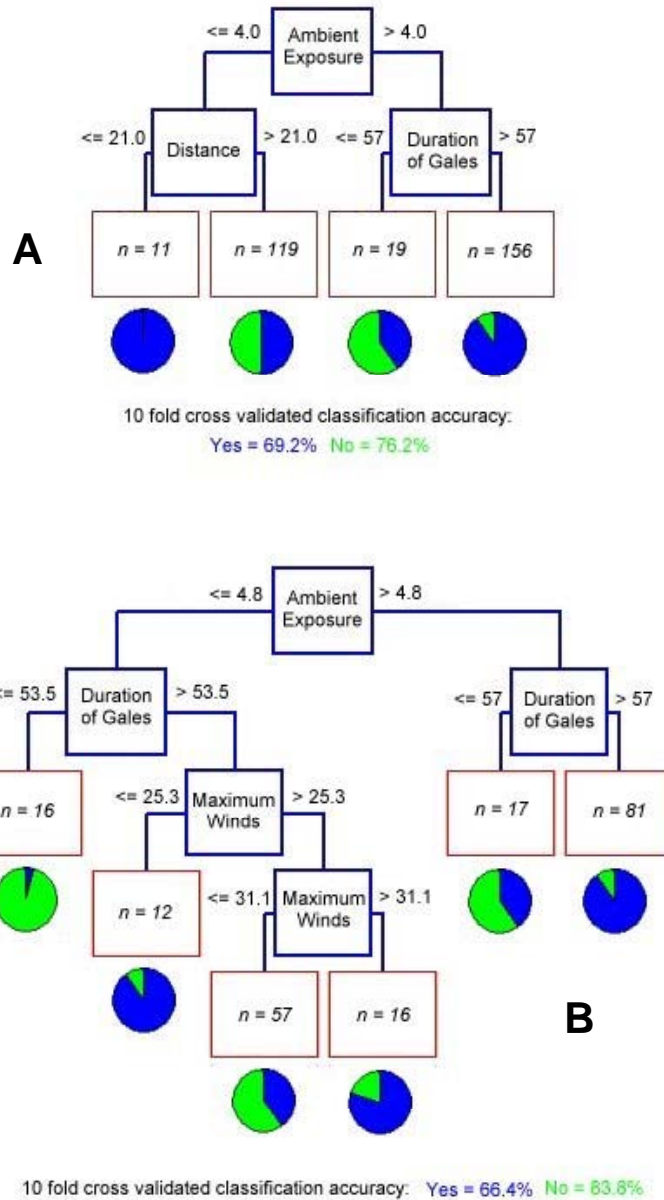 <= 4.0 Ambient Exposure > 4.0
<= 21.0 Distance > 21.0
<= 57 Duration of Gales > 57
A
n = 11
n = 119
n = 19
n = 156
10 fold cross validated classification accuracy:
Yes = 69.2% No = 76.2%
<= 4.8 Ambient Exposure > 4.8
= 53.5 Duration of Gales > 53.5
<= 57 Duration of Gales > 57
n = 16
<= 25.3 Maximum Winds > 25.3
n = 17
n = 81
n = 12
<= 31.1 Maximum Winds > 31.1
n = 57
n = 16
B
10 fold cross validated classification accuracy: Yes = 66.4% No = 83.8%